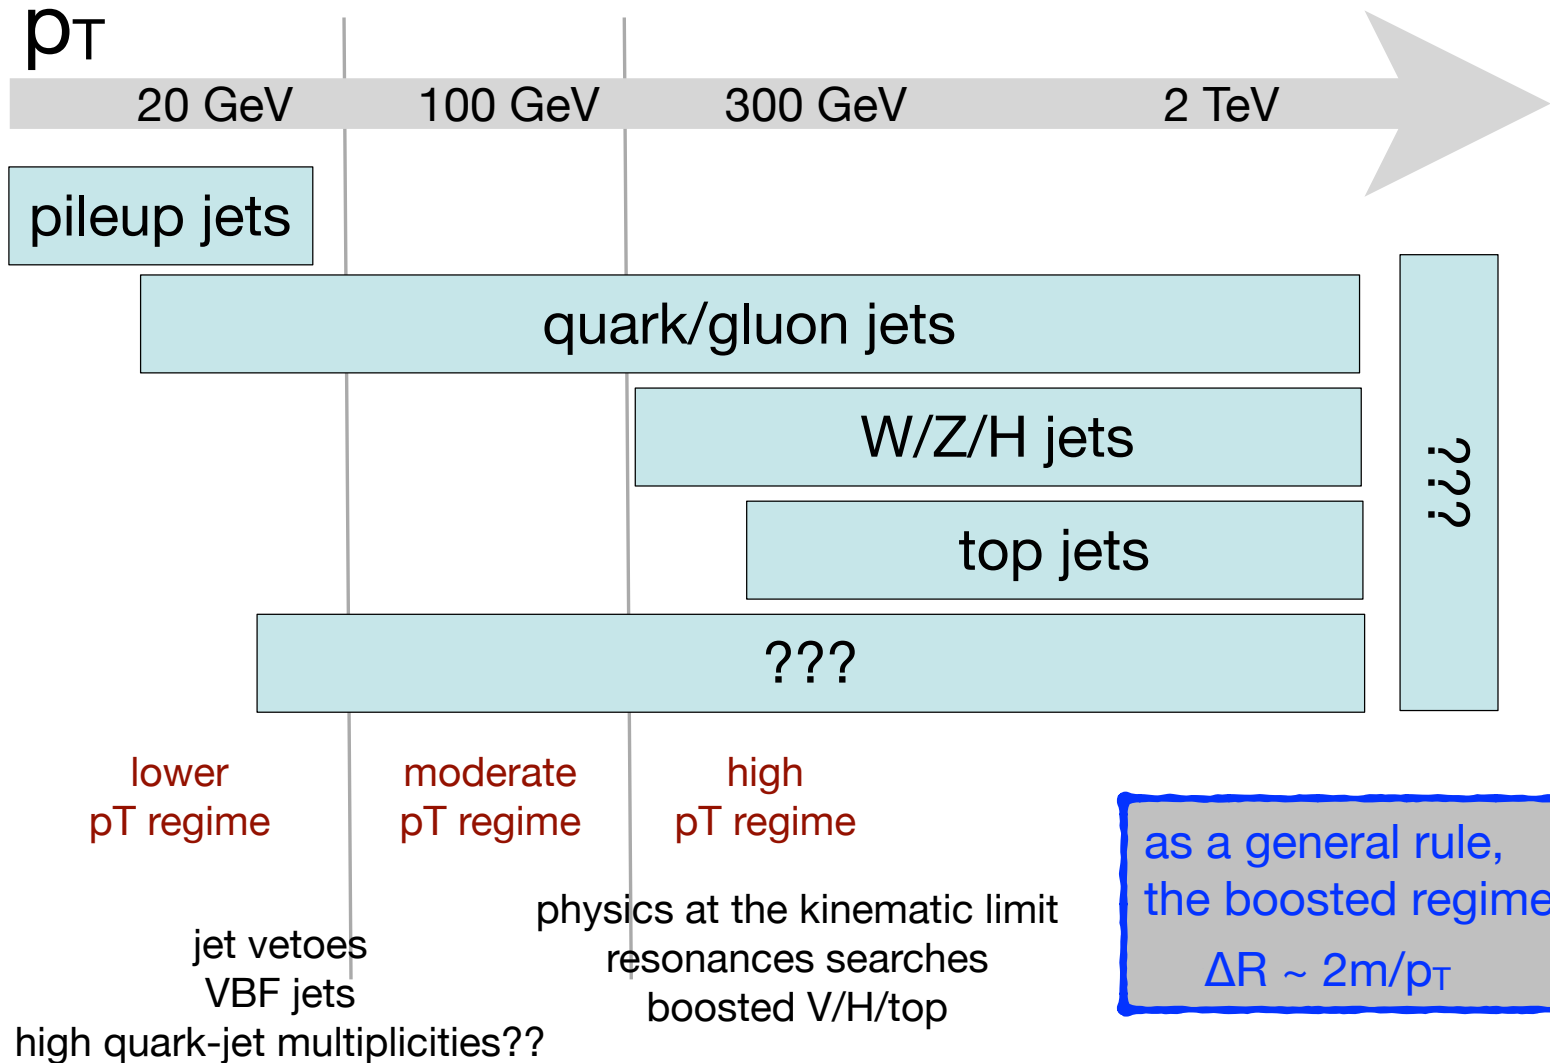 pT
20 GeV 100 GeV 300 GeV 2 TeV
pileup jets
quark/gluon jets
W/Z/H jets
top jets
???
???
lower
pT regime
moderate
pT regime
high
pT regime
jet vetoes
VBF jets
high quark-jet multiplicities??
physics at the kinematic limit
resonances searches
boosted V/H/top
as a general rule,
the boosted regime
ΔR ~ 2m/pT